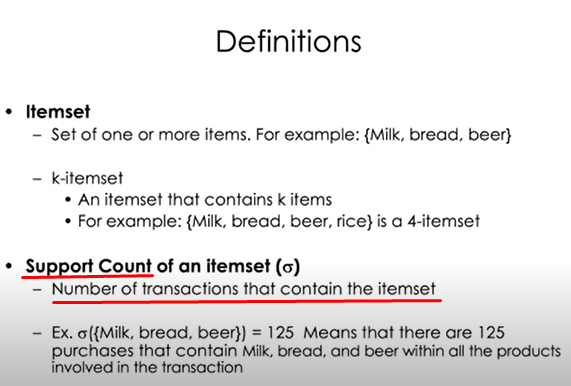 Definitions
• Itemset
– Set of one or more items. For example: {Milk, bread, beer}
– k-itemset
• An itemset that contains k items
• For example: {Milk, bread, beer, rice} is a 4-itemset
• Support Count of an itemset (σ)
– Number of transactions that contain the itemset
– Ex. σ({Milk, bread, beer}) = 125 Means that there are 125
purchases that contain Milk, bread, and beer within all the products
involved in the transaction